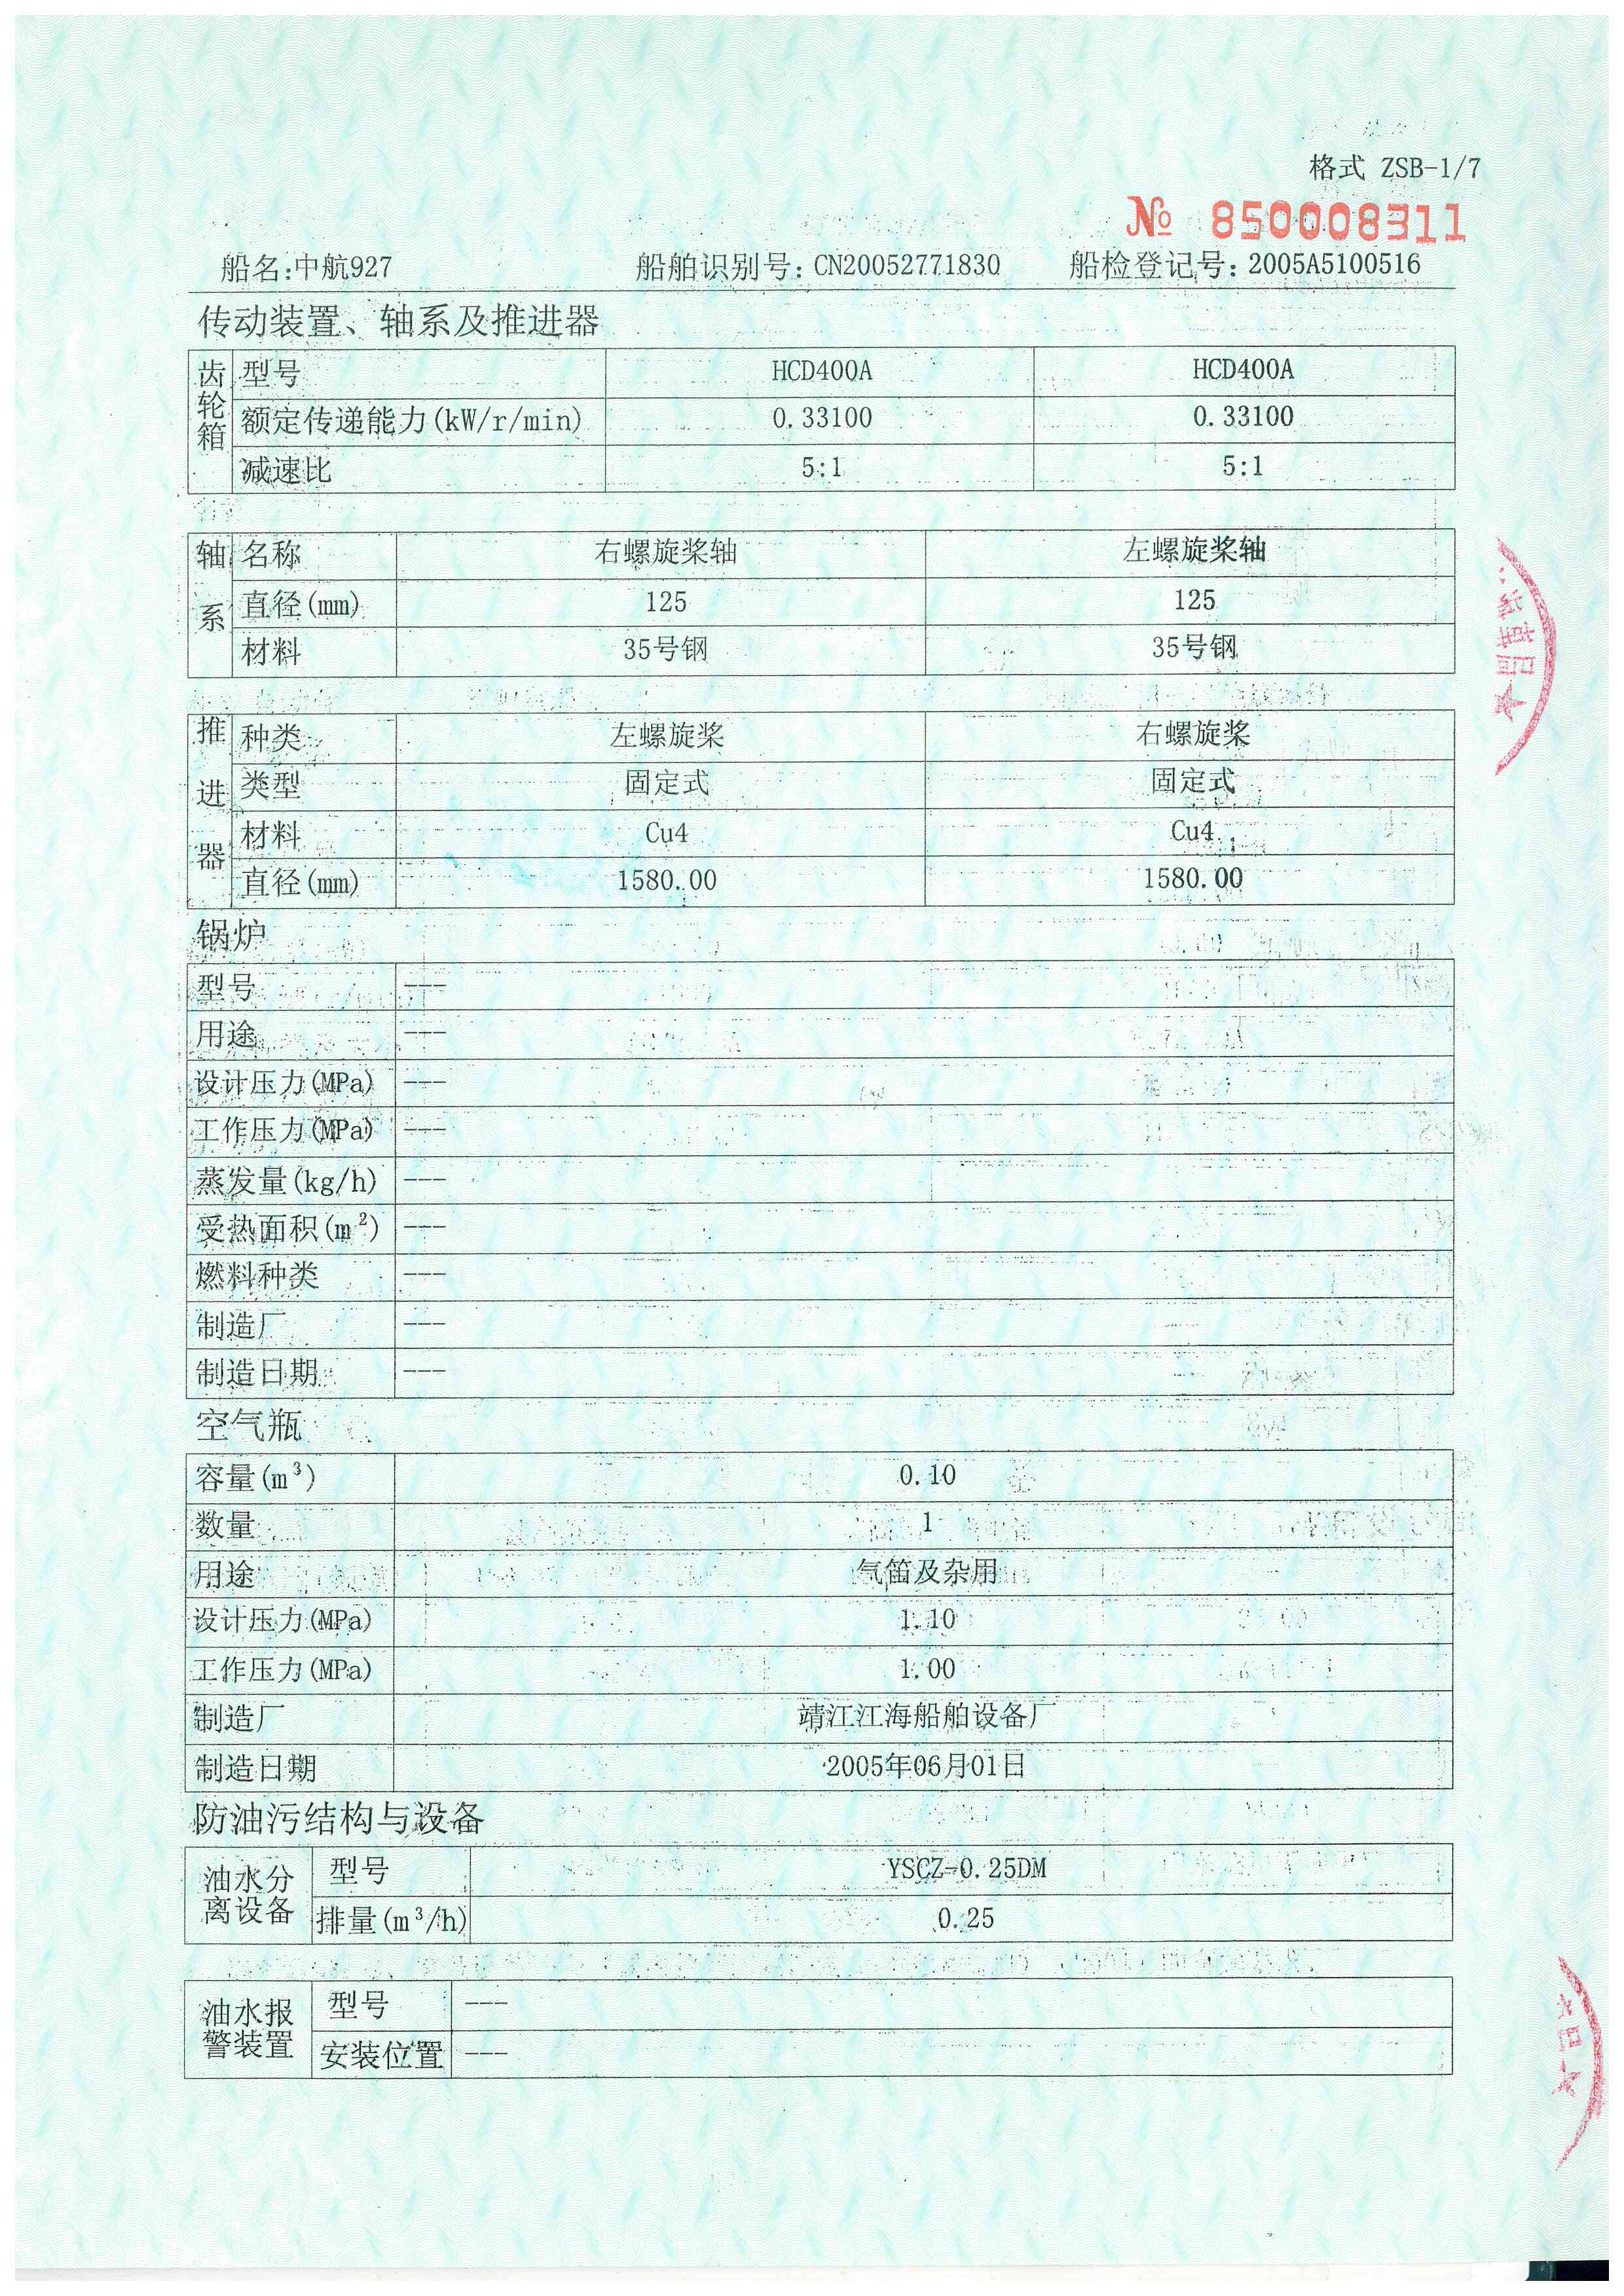 格式 ZSB-1/7
№ 850008311
船名:中航927 船舶识别号:CN20052771830 船检登记号:2005A5100516
传动装置、轴系及推进器
齿轮箱 型号 HCD400A HCD400A
额定传递能力(kW/r/min) 0.33100 0.33100
减速比 5:1 5:1
轴系 名称 右螺旋桨轴 左螺旋桨轴
直径(mm) 125 125
材料 35号钢 35号钢
推进器 种类 左螺旋桨 右螺旋桨
类型 固定式 固定式
材料 Cu4 Cu4
直径(mm) 1580.00 1580.00
锅炉
型号 ---
用途 ---
设计压力(MPa) ---
工作压力(MPa) ---
蒸发量(kg/h) ---
受热面积(m²) ---
燃料种类 ---
制造厂 ---
制造日期 ---
空气瓶
容量(m³) 0.10
数量 1
用途 气笛及杂用
设计压力(MPa) 1.10
工作压力(MPa) 1.00
制造厂 靖江江海船舶设备厂
制造日期 2005年06月01日
防油污结构与设备
油水分离设备 型号 YSCZ-0.25DM
排量(m³/h) 0.25
油水报警装置 型号 ---
安装位置 ---